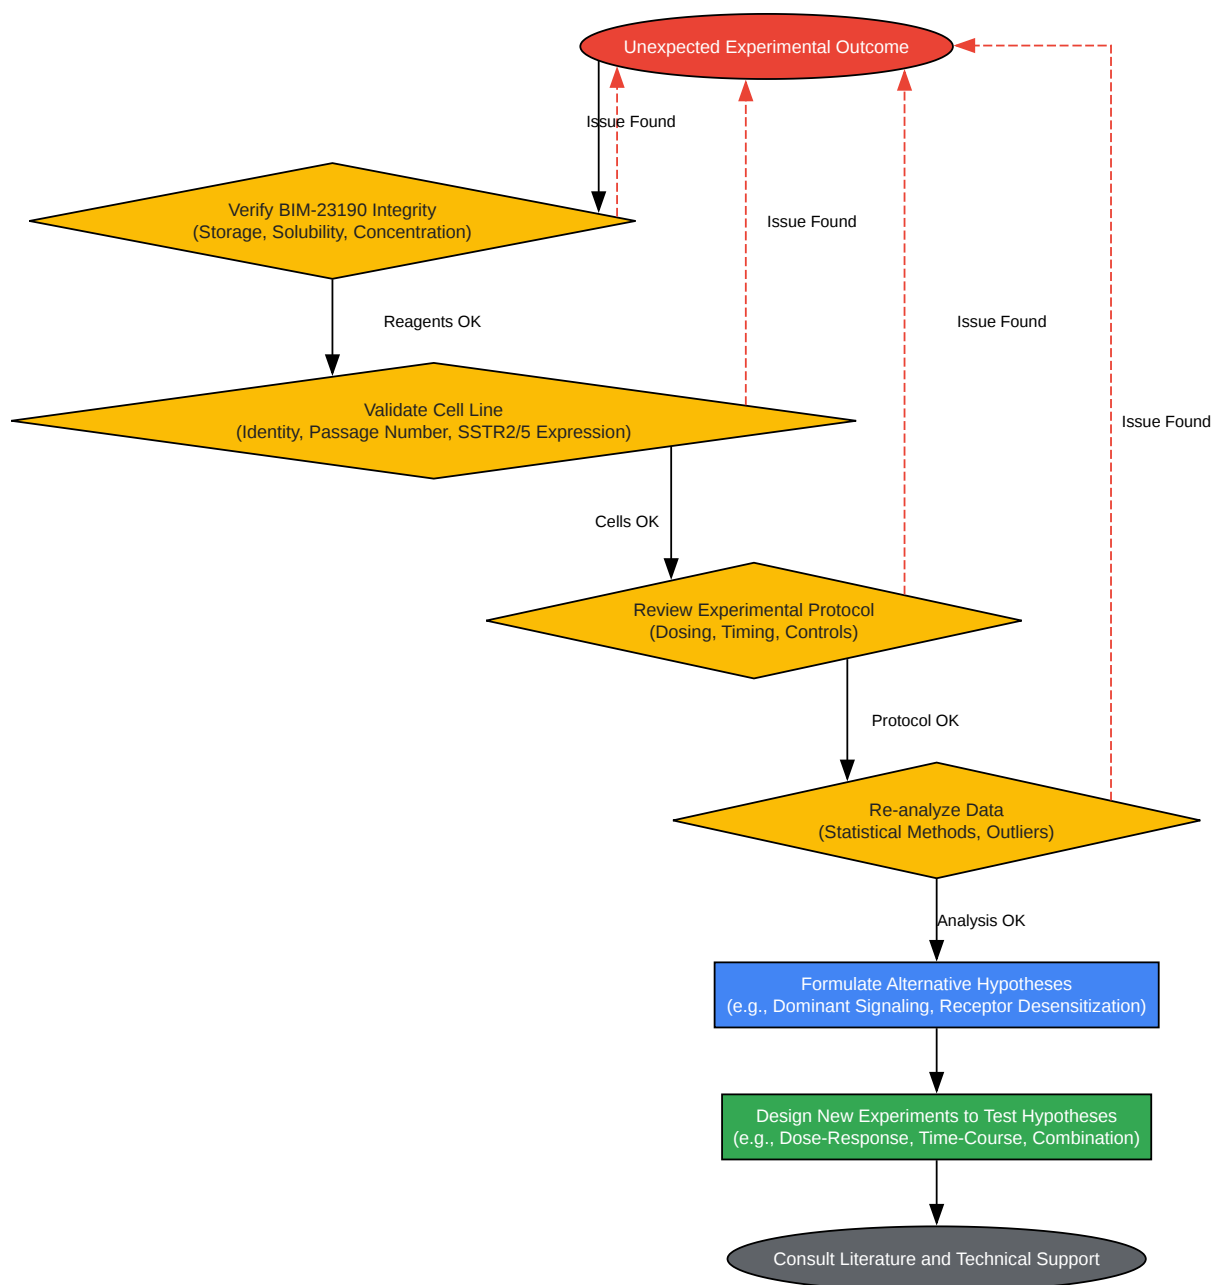 Unexpected Experimental Outcome
Issue Found
Verify BIM-23190 Integrity
(Storage, Solubility, Concentration)
Issue Found
Reagents OK
Issue Found
Validate Cell Line
(Identity, Passage Number, SSTR2/5 Expression)
Issue Found
Cells OK
Review Experimental Protocol
(Dosing, Timing, Controls)
Protocol OK
Re-analyze Data
(Statistical Methods, Outliers)
Analysis OK
Formulate Alternative Hypotheses
(e.g., Dominant Signaling, Receptor Desensitization)
Design New Experiments to Test Hypotheses
(e.g., Dose-Response, Time-Course, Combination)
Consult Literature and Technical Support